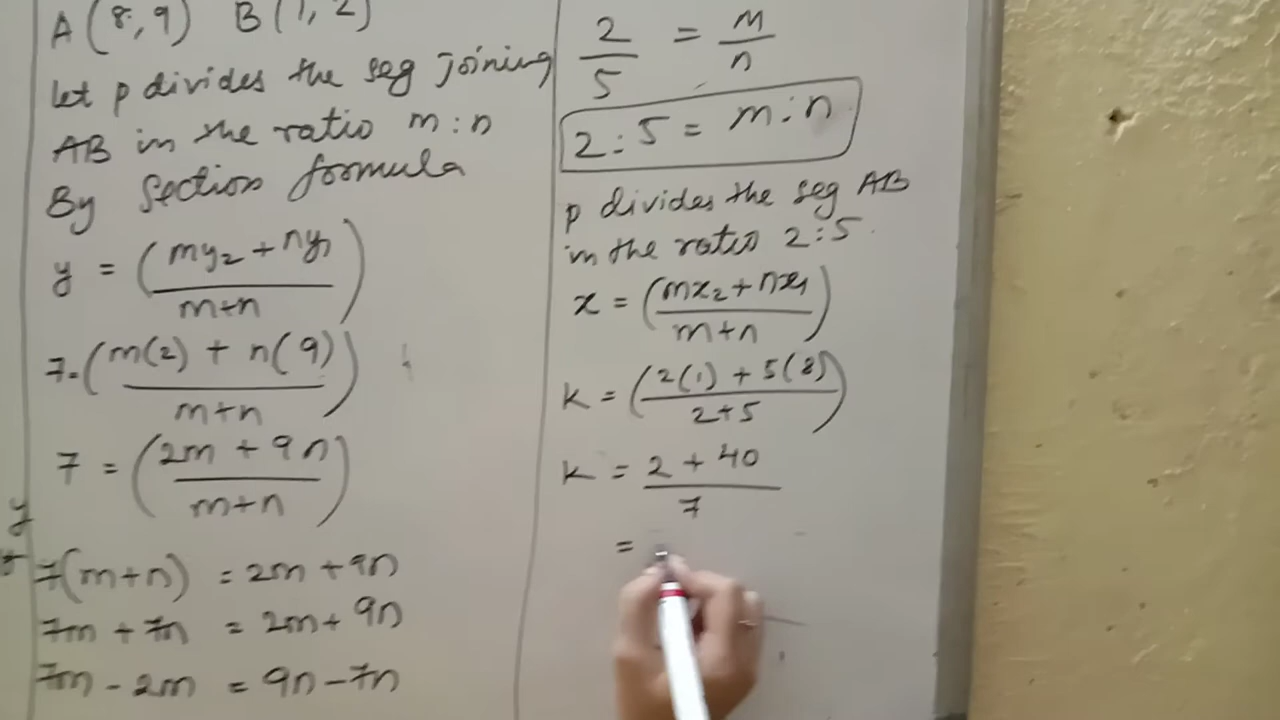 A (8, 9) B (1, 2)
Let p divides the seg joining
AB in the ratio m : n
By Section formula
y = (my₂ + ny₁ / m+n)
7 = (m(2) + n(9) / m+n)
7 = (2m + 9n / m+n)
7(m+n) = 2m + 9n
7m + 7n = 2m + 9n
7m - 2m = 9n - 7n
2/5 = m/n
2 : 5 = m : n
p divides the seg AB
in the ratio 2 : 5.
x = (mx₂ + nx₁ / m+n)
k = (2(1) + 5(8) / 2+5)
k = 2 + 40 / 7
=